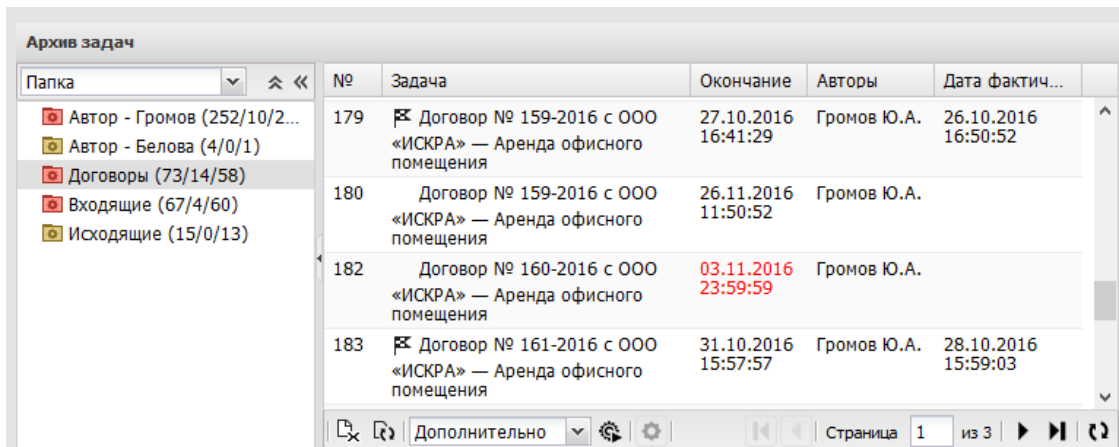 Архив задач
Папка
Автор - Громов (252/10/2...
Автор - Белова (4/0/1)
Договоры (73/14/58)
Входящие (67/4/60)
Исходящие (15/0/13)
№ Задача Окончание Авторы Дата фактич...
179 Договор № 159-2016 с ООО 27.10.2016 Громов Ю.А. 26.10.2016
«ИСКРА» — Аренда офисного 16:41:29 16:50:52
помещения
180 Договор № 159-2016 с ООО 26.11.2016 Громов Ю.А.
«ИСКРА» — Аренда офисного 11:50:52
помещения
182 Договор № 160-2016 с ООО 03.11.2016 Громов Ю.А.
«ИСКРА» — Аренда офисного 23:59:59
помещения
183 Договор № 161-2016 с ООО 31.10.2016 Громов Ю.А. 28.10.2016
«ИСКРА» — Аренда офисного 15:57:57 15:59:03
помещения
Дополнительно Страница 1 из 3